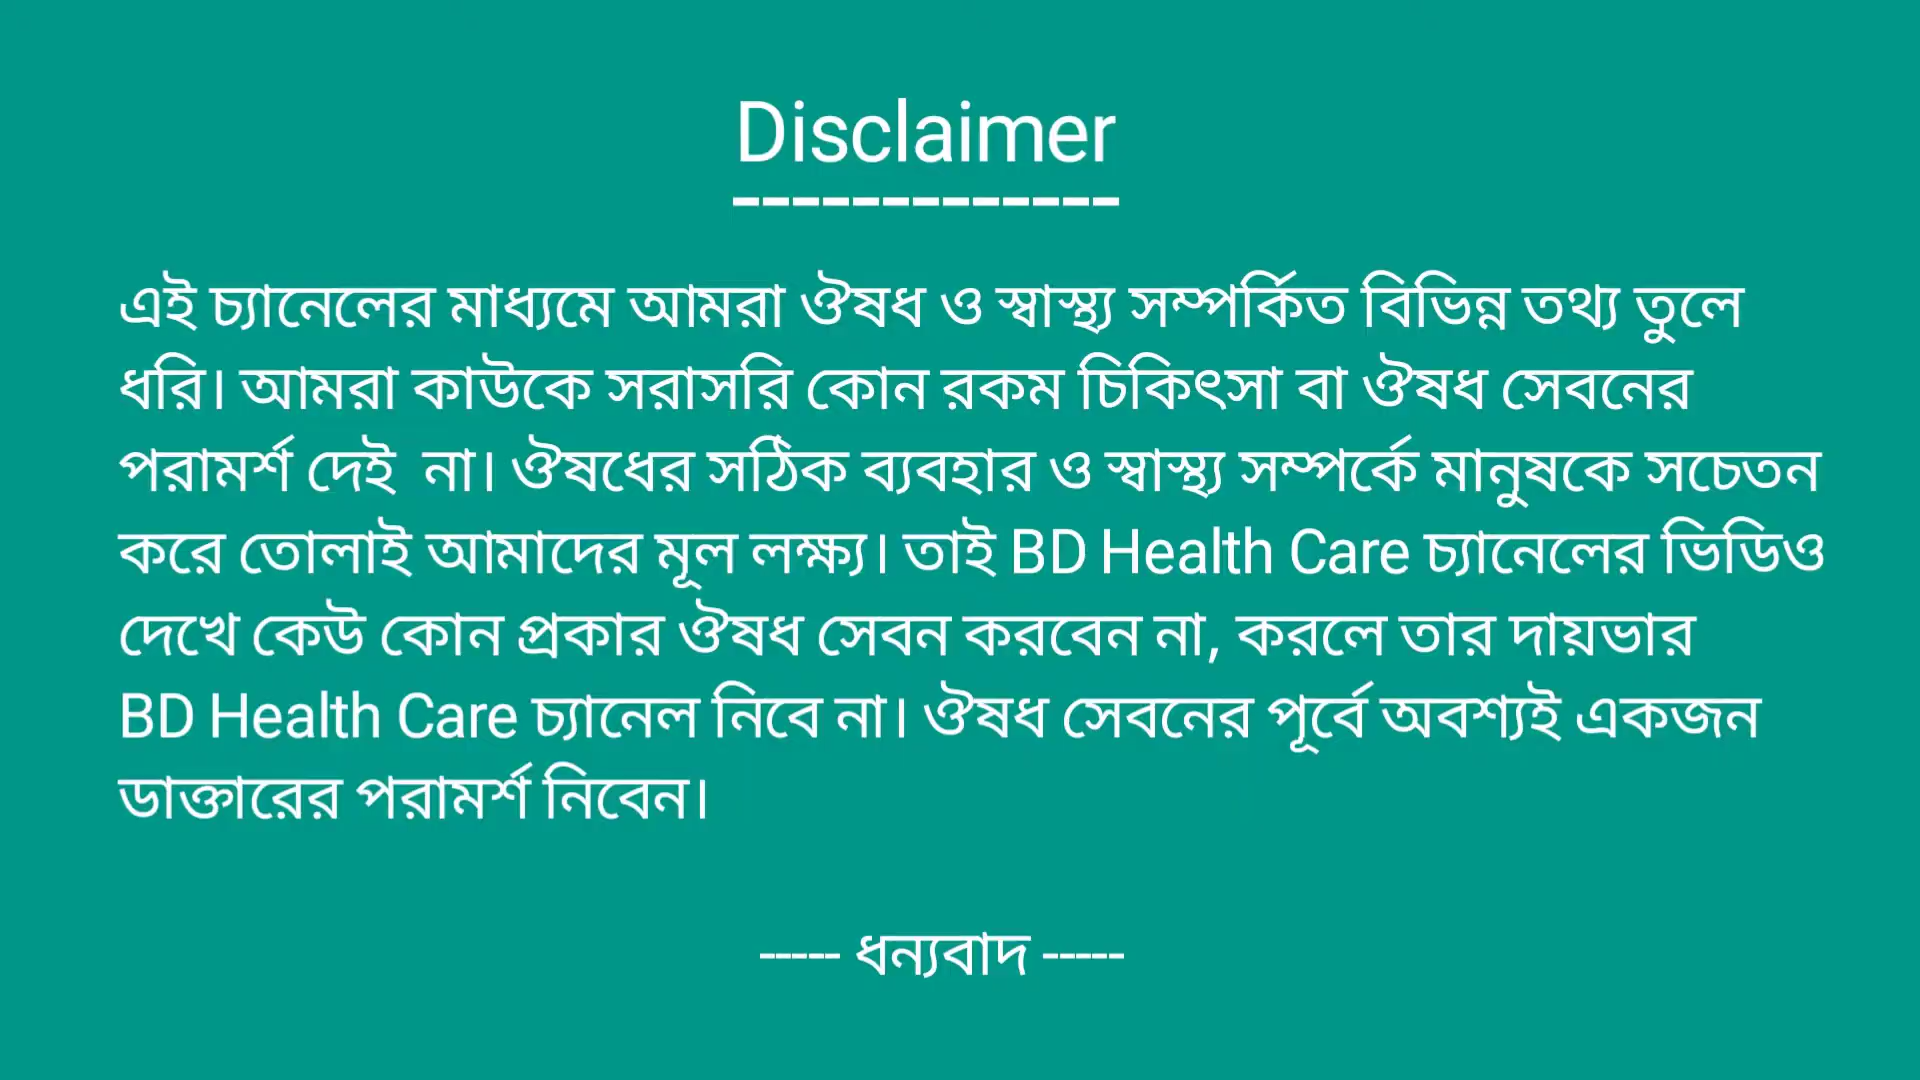 Disclaimer
-------------
এই চ্যানেলের মাধ্যমে আমরা ঔষধ ও স্বাস্থ্য সম্পর্কিত বিভিন্ন তথ্য তুলে
ধরি। আমরা কাউকে সরাসরি কোন রকম চিকিৎসা বা ঔষধ সেবনের
পরামর্শ দেই  না। ঔষধের সঠিক ব্যবহার ও স্বাস্থ্য সম্পর্কে মানুষকে সচেতন
করে তোলাই আমাদের মূল লক্ষ্য। তাই BD Health Care চ্যানেলের ভিডিও
দেখে কেউ কোন প্রকার ঔষধ সেবন করবেন না, করলে তার দায়ভার
BD Health Care চ্যানেল নিবে না। ঔষধ সেবনের পূর্বে অবশ্যই একজন
ডাক্তারের পরামর্শ নিবেন।
----- ধন্যবাদ -----